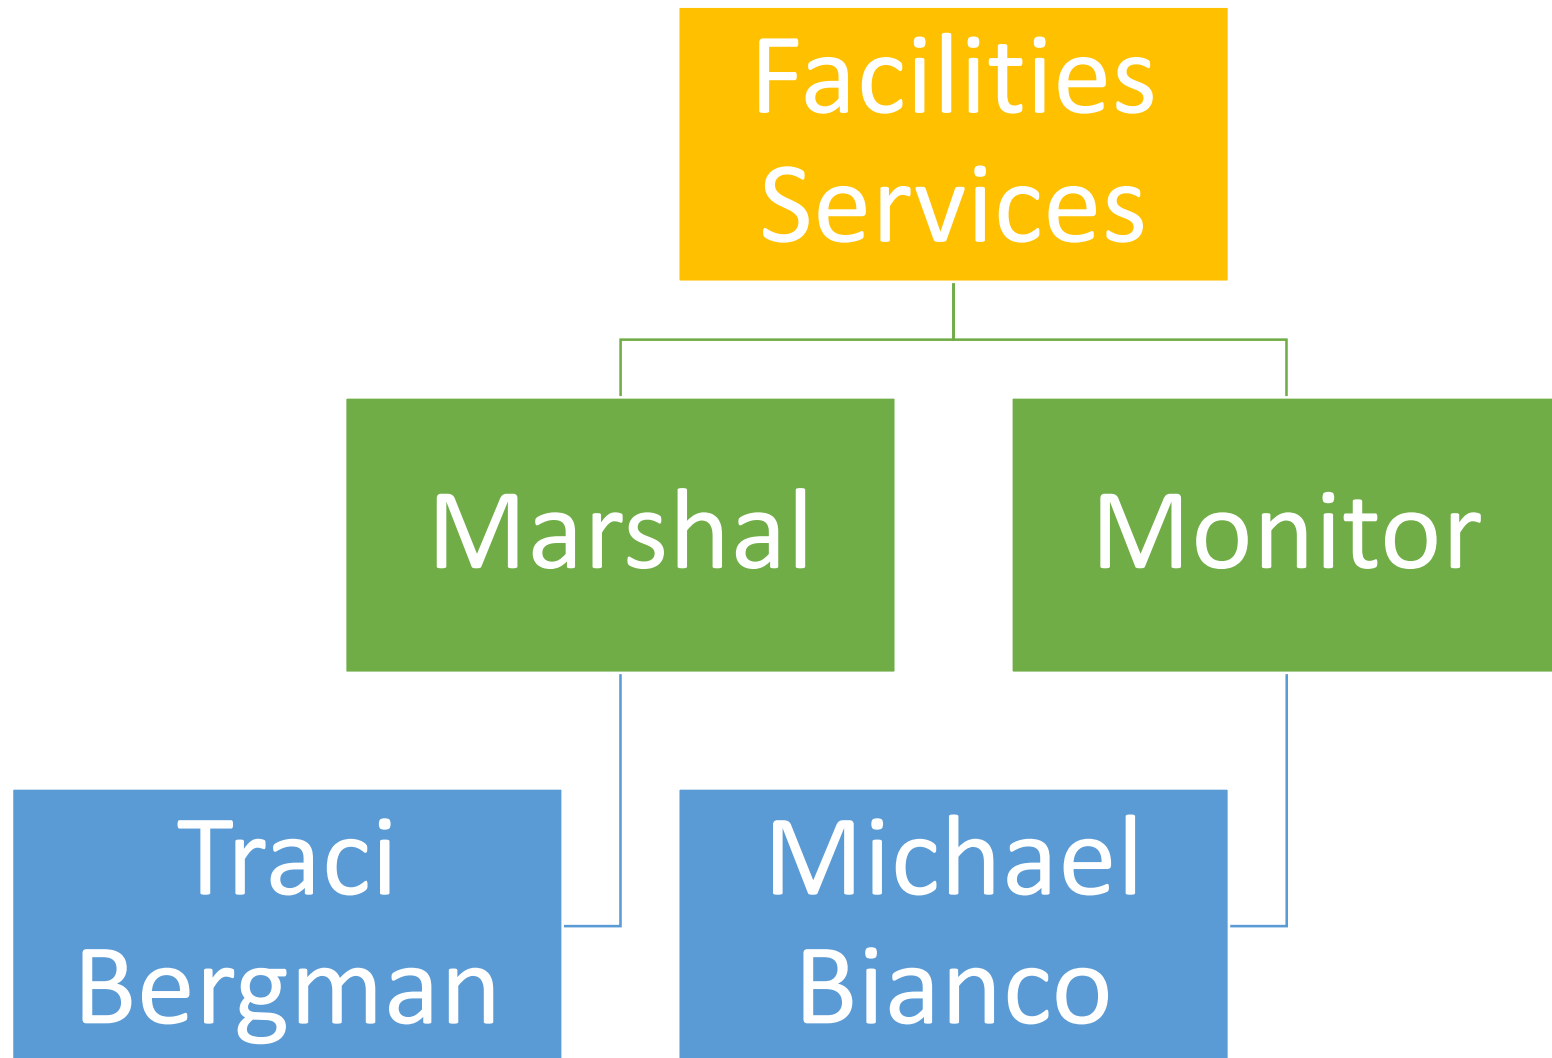 Facilities
Services
Marshal
Monitor
Traci
Bergman
Michael
Bianco